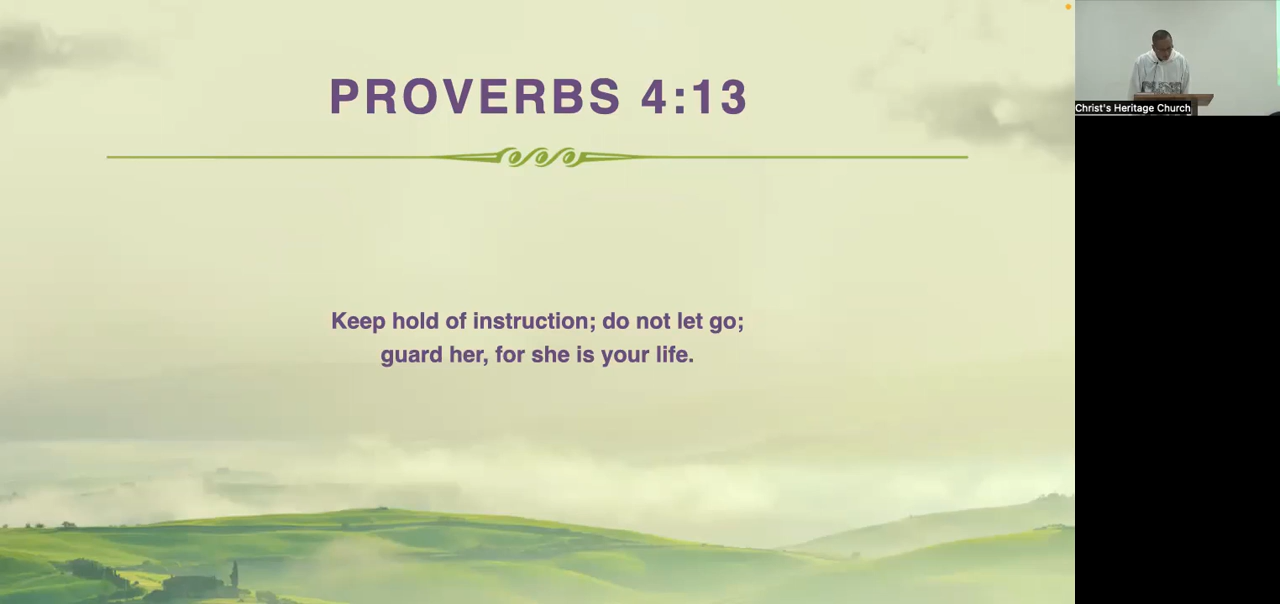 PROVERBS 4:13
Keep hold of instruction; do not let go;
guard her, for she is your life.
Christ's Heritage Church